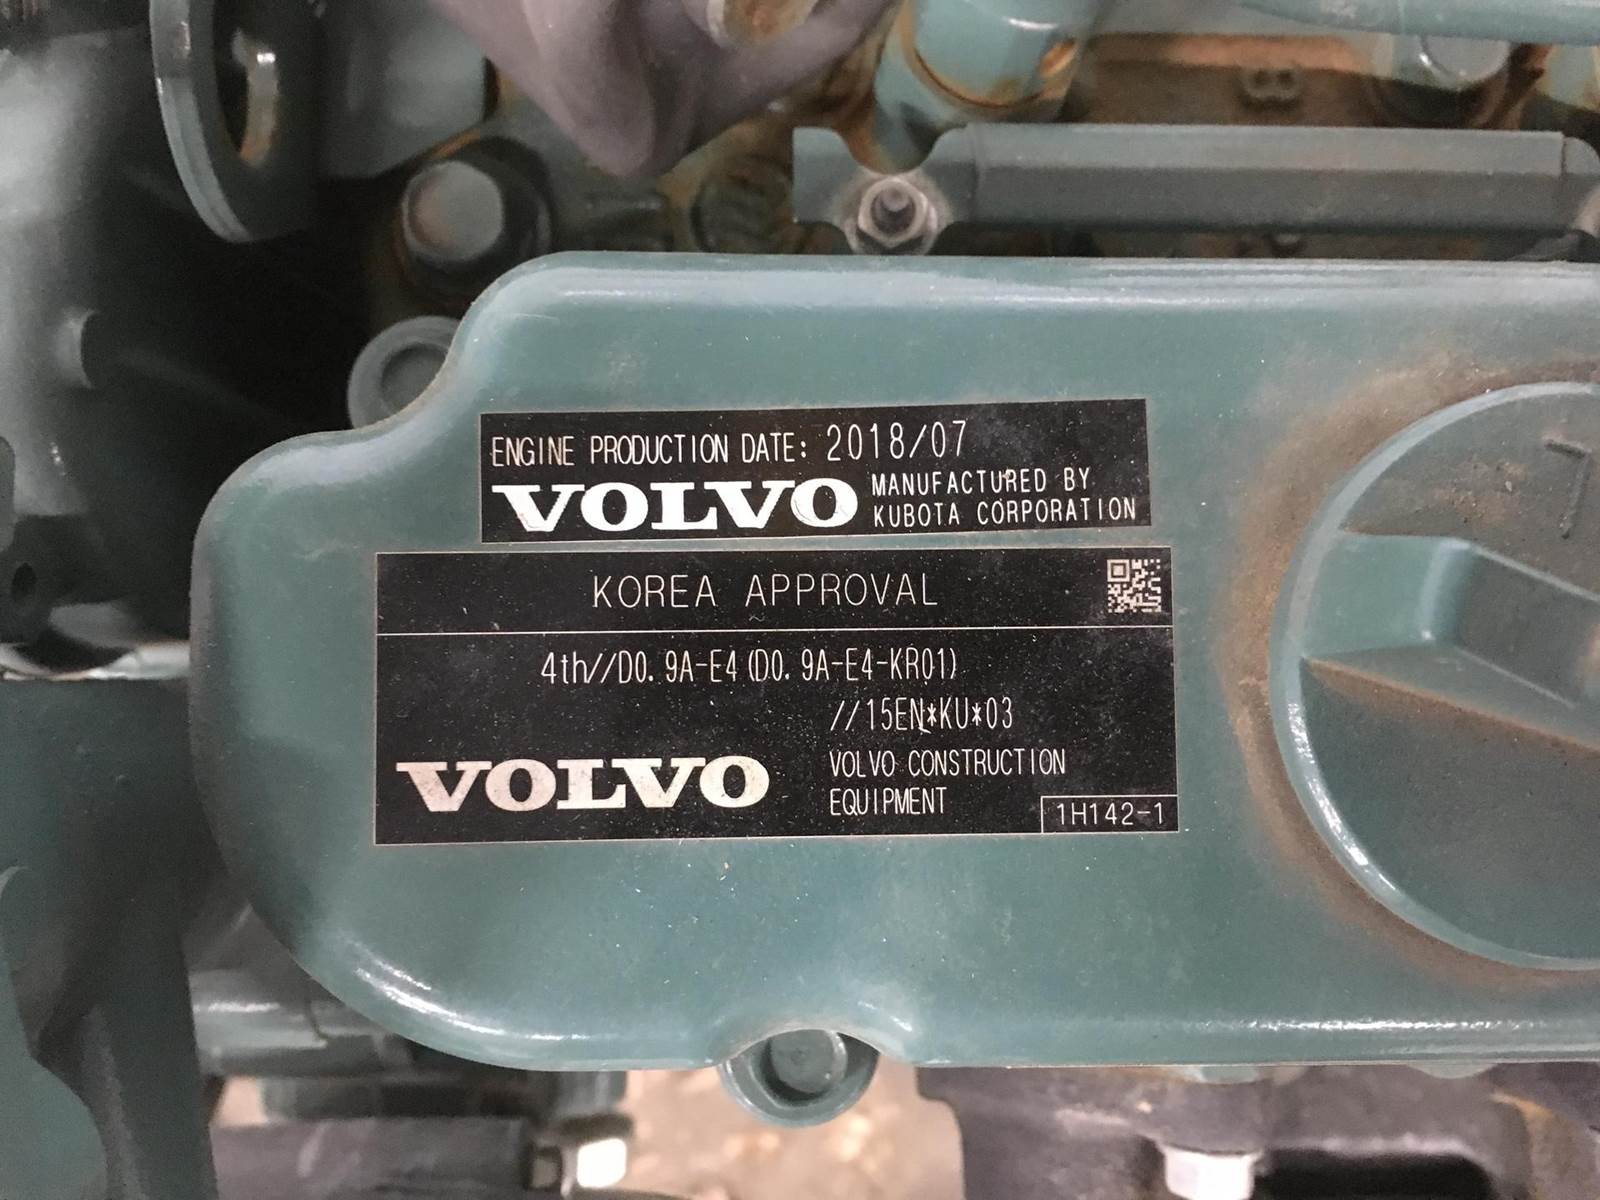 ENGINE PRODUCTION DATE: 2018/07
VOLVO MANUFACTURED BY
KUBOTA CORPORATION
KOREA APPROVAL
4th//D0.9A-E4(D0.9A-E4-KR01)
//15EN*KU*03
VOLVO VOLVO CONSTRUCTION
EQUIPMENT
1H142-1